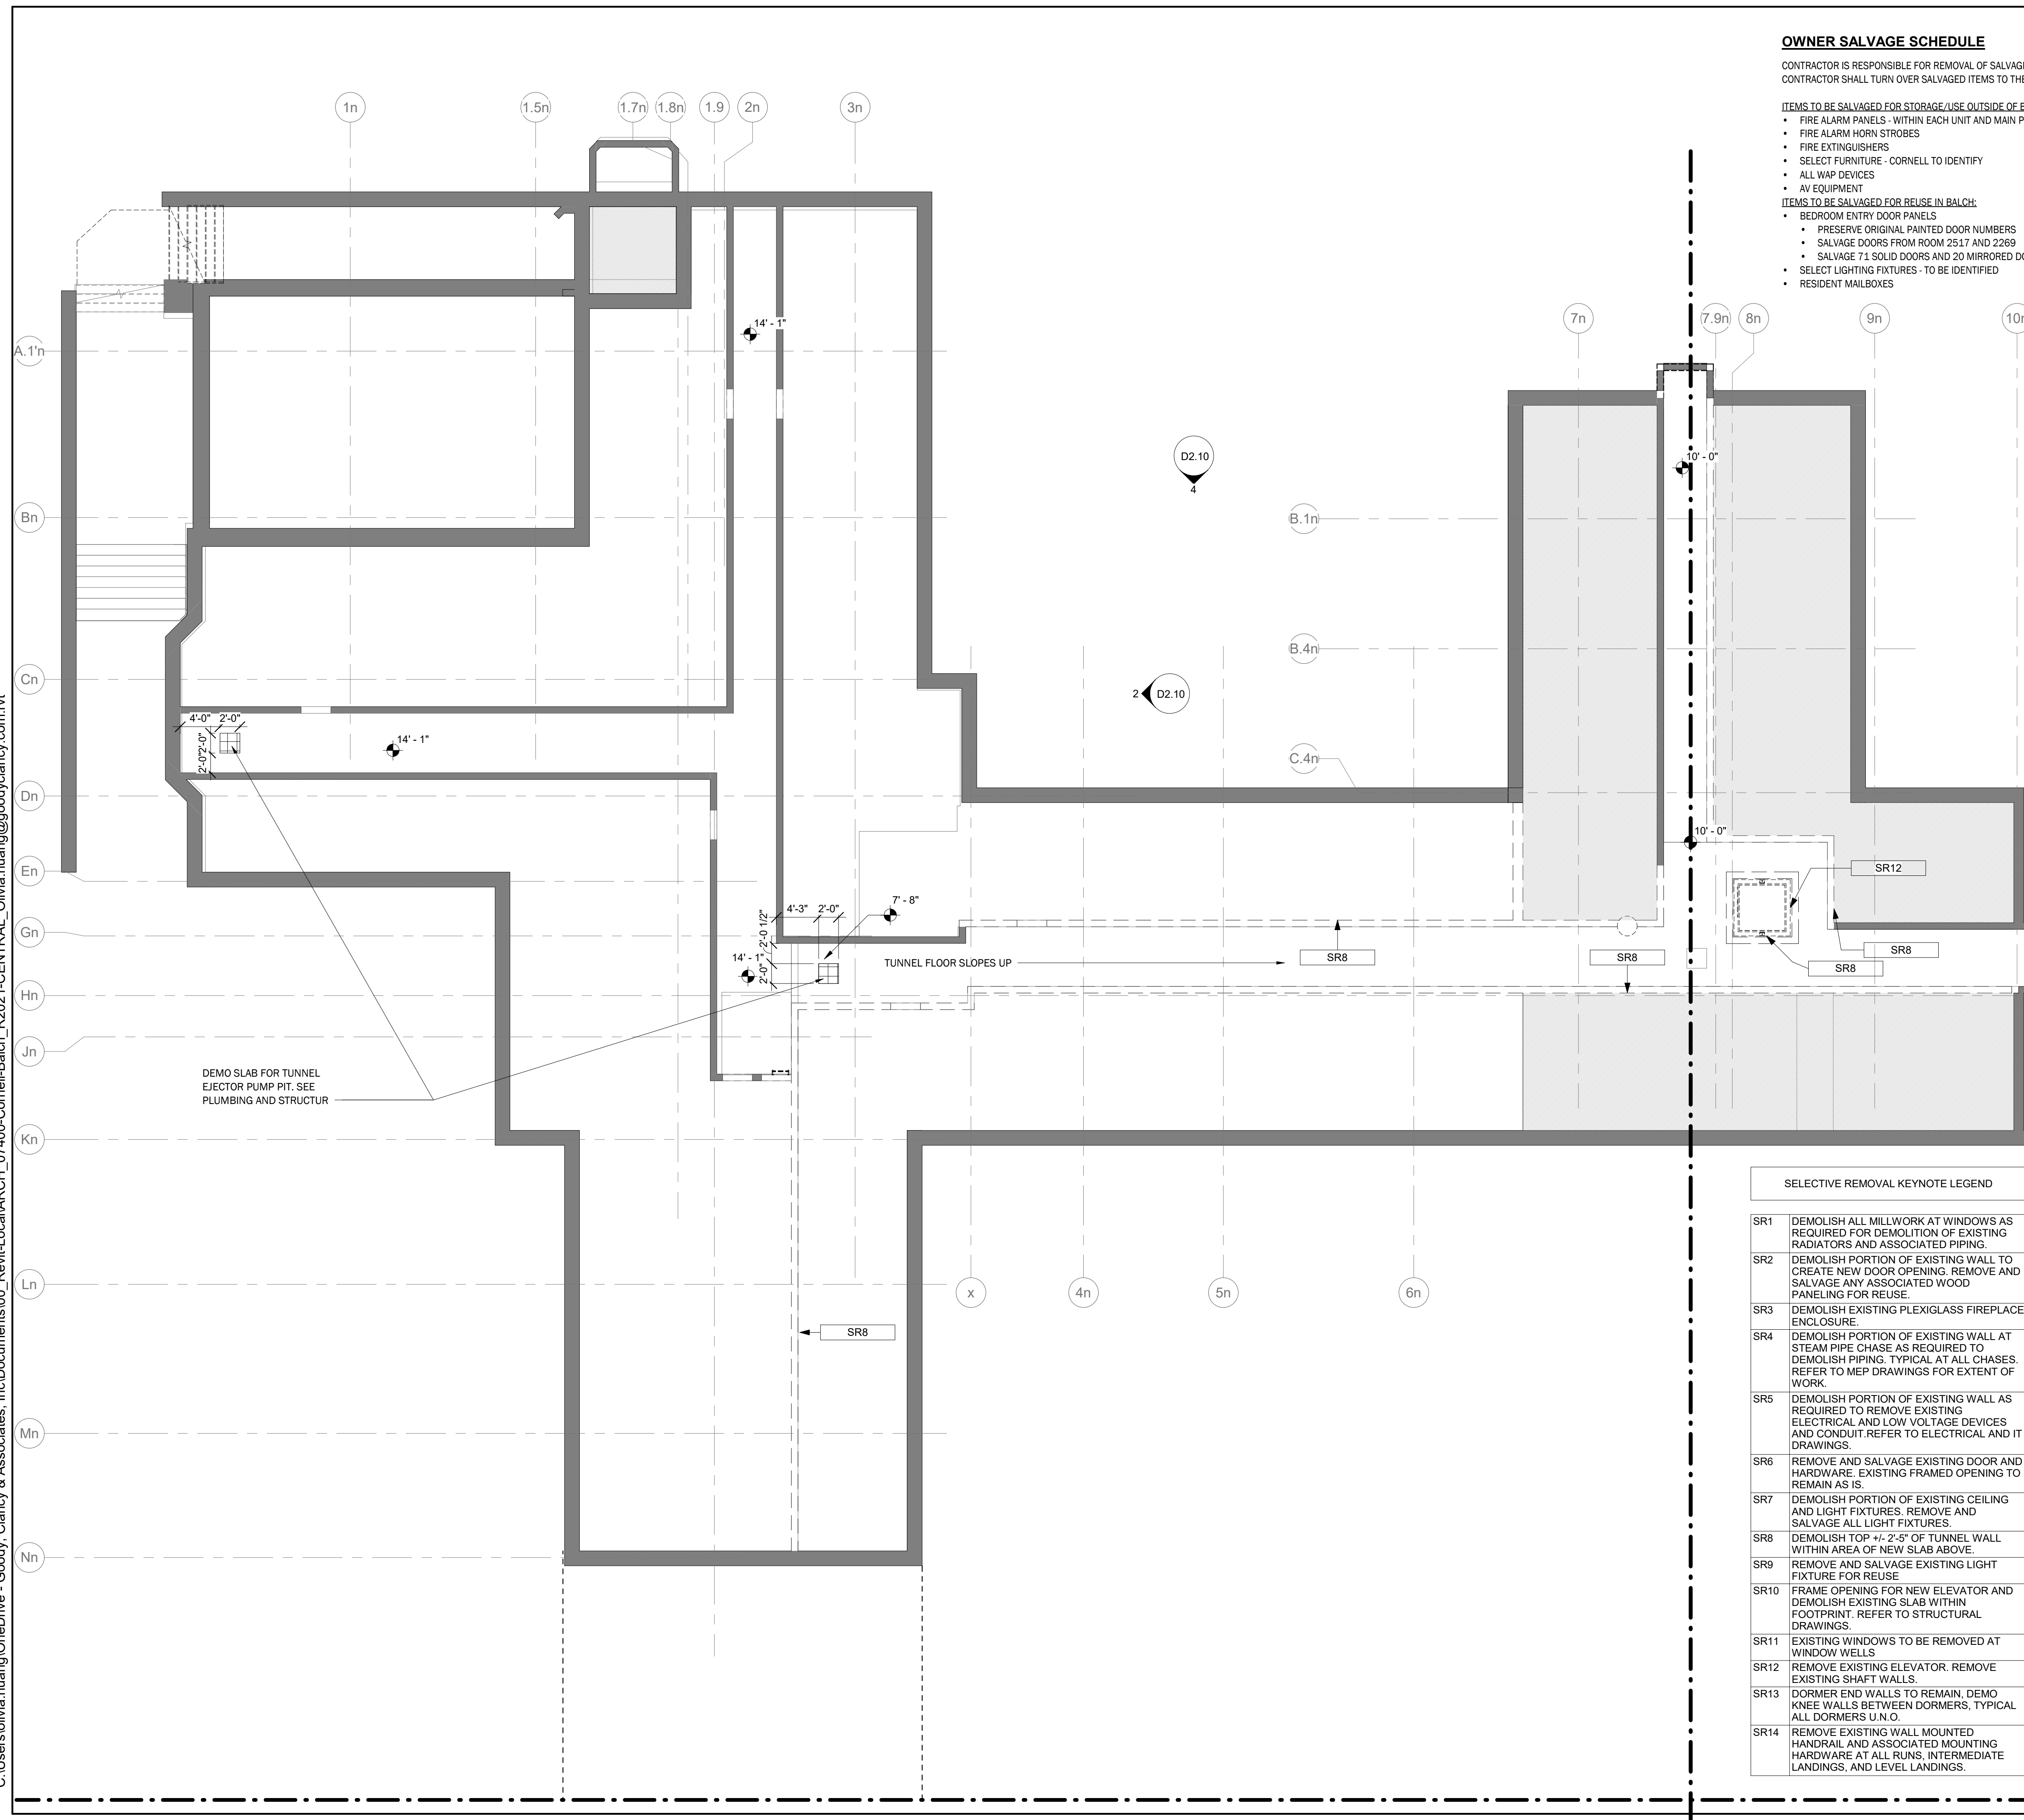 OWNER SALVAGE SCHEDULE
CONTRACTOR IS RESPONSIBLE FOR REMOVAL OF SALVAG
CONTRACTOR SHALL TURN OVER SALVAGED ITEMS TO TH
ITEMS TO BE SALVAGED FOR STORAGE/USE OUTSIDE OF
• FIRE ALARM PANELS - WITHIN EACH UNIT AND MAIN P
• FIRE ALARM HORN STROBES
• FIRE EXTINGUISHERS
• SELECT FURNITURE - CORNELL TO IDENTIFY
• ALL WAP DEVICES
• AV EQUIPMENT
ITEMS TO BE SALVAGED FOR REUSE IN BALCH:
• BEDROOM ENTRY DOOR PANELS
• PRESERVE ORIGINAL PAINTED DOOR NUMBERS
• SALVAGE DOORS FROM ROOM 2517 AND 2269
• SALVAGE 71 SOLID DOORS AND 20 MIRRORED DO
• SELECT LIGHTING FIXTURES - TO BE IDENTIFIED
• RESIDENT MAILBOXES
1n
1.5n
1.7n
1.8n
1.9
2n
3n
7n
7.9n
8n
9n
10n
A.1'n
Bn
Cn
Dn
En
Gn
Hn
Jn
Kn
Ln
Mn
Nn
B.1n
B.4n
C.4n
x
4n
5n
6n
14' - 1"
D2.10
4
2
D2.10
10' - 0"
4'-0"
2'-0"
2'-0"
2'-0"
14' - 1"
10' - 0"
SR12
4'-3"
2'-0"
7' - 8"
2'-0 1/2"
14' - 1"
2'-0"
TUNNEL FLOOR SLOPES UP
SR8
SR8
SR8
SR8
DEMO SLAB FOR TUNNEL
EJECTOR PUMP PIT. SEE
PLUMBING AND STRUCTUR
SR8
SELECTIVE REMOVAL KEYNOTE LEGEND
SR1 DEMOLISH ALL MILLWORK AT WINDOWS AS
REQUIRED FOR DEMOLITION OF EXISTING
RADIATORS AND ASSOCIATED PIPING.
SR2 DEMOLISH PORTION OF EXISTING WALL TO
CREATE NEW DOOR OPENING. REMOVE AND
SALVAGE ANY ASSOCIATED WOOD
PANELING FOR REUSE.
SR3 DEMOLISH EXISTING PLEXIGLASS FIREPLACE
ENCLOSURE.
SR4 DEMOLISH PORTION OF EXISTING WALL AT
STEAM PIPE CHASE AS REQUIRED TO
DEMOLISH PIPING. TYPICAL AT ALL CHASES.
REFER TO MEP DRAWINGS FOR EXTENT OF
WORK.
SR5 DEMOLISH PORTION OF EXISTING WALL AS
REQUIRED TO REMOVE EXISTING
ELECTRICAL AND LOW VOLTAGE DEVICES
AND CONDUIT.REFER TO ELECTRICAL AND IT
DRAWINGS.
SR6 REMOVE AND SALVAGE EXISTING DOOR AND
HARDWARE. EXISTING FRAMED OPENING TO
REMAIN AS IS.
SR7 DEMOLISH PORTION OF EXISTING CEILING
AND LIGHT FIXTURES. REMOVE AND
SALVAGE ALL LIGHT FIXTURES.
SR8 DEMOLISH TOP +/- 2'-5" OF TUNNEL WALL
WITHIN AREA OF NEW SLAB ABOVE.
SR9 REMOVE AND SALVAGE EXISTING LIGHT
FIXTURE FOR REUSE
SR10 FRAME OPENING FOR NEW ELEVATOR AND
DEMOLISH EXISTING SLAB WITHIN
FOOTPRINT. REFER TO STRUCTURAL
DRAWINGS.
SR11 EXISTING WINDOWS TO BE REMOVED AT
WINDOW WELLS
SR12 REMOVE EXISTING ELEVATOR. REMOVE
EXISTING SHAFT WALLS.
SR13 DORMER END WALLS TO REMAIN, DEMO
KNEE WALLS BETWEEN DORMERS, TYPICAL
ALL DORMERS U.N.O.
SR14 REMOVE EXISTING WALL MOUNTED
HANDRAIL AND ASSOCIATED MOUNTING
HARDWARE AT ALL RUNS, INTERMEDIATE
LANDINGS, AND LEVEL LANDINGS.